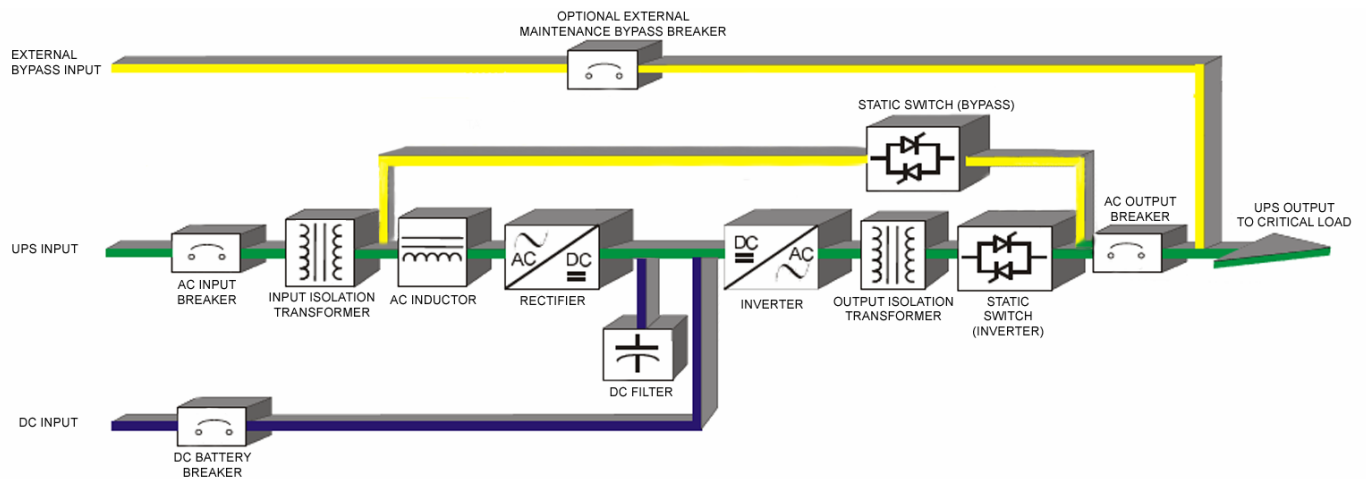 OPTIONAL EXTERNAL
MAINTENANCE BYPASS BREAKER
EXTERNAL
BYPASS INPUT
STATIC SWITCH (BYPASS)
UPS INPUT
AC INPUT
BREAKER
INPUT ISOLATION
TRANSFORMER
AC INDUCTOR
AC
DC
RECTIFIER
DC
AC
INVERTER
OUTPUT ISOLATION
TRANSFORMER
STATIC
SWITCH
(INVERTER)
AC OUTPUT
BREAKER
UPS OUTPUT
TO CRITICAL LOAD
DC FILTER
DC INPUT
DC BATTERY
BREAKER